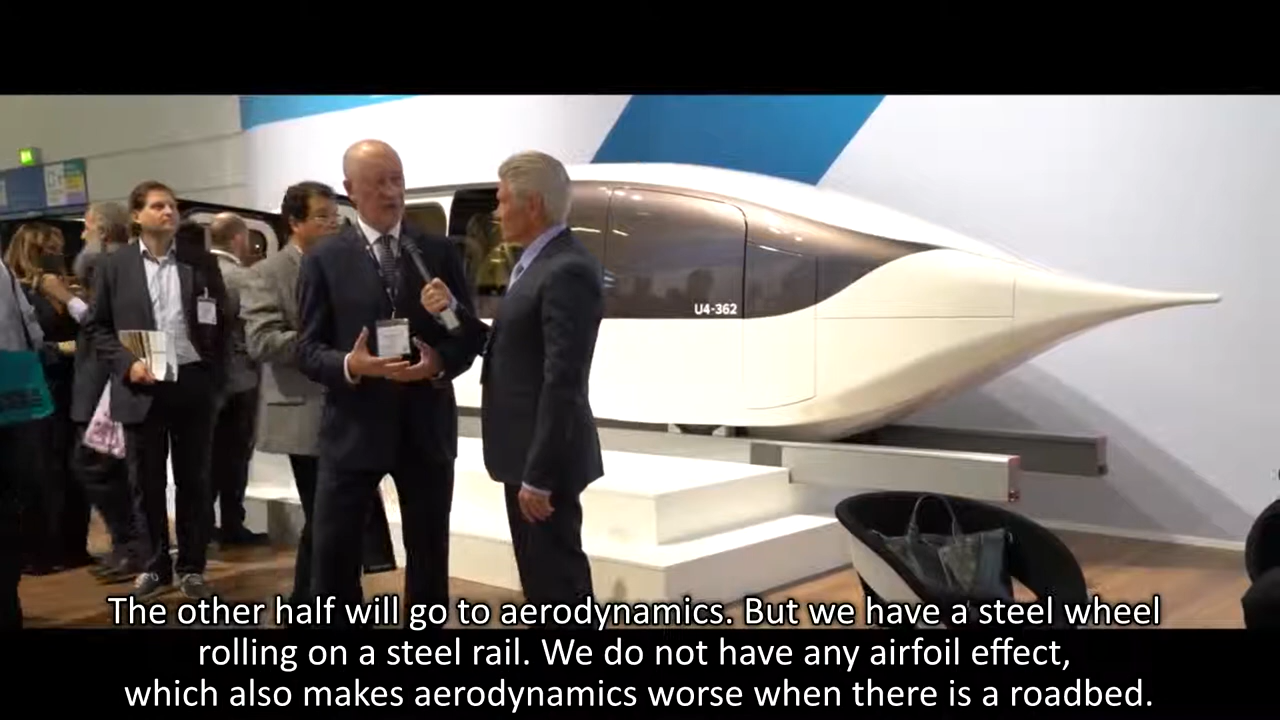 U4-362
The other half will go to aerodynamics. But we have a steel wheel
rolling on a steel rail. We do not have any airfoil effect,
which also makes aerodynamics worse when there is a roadbed.